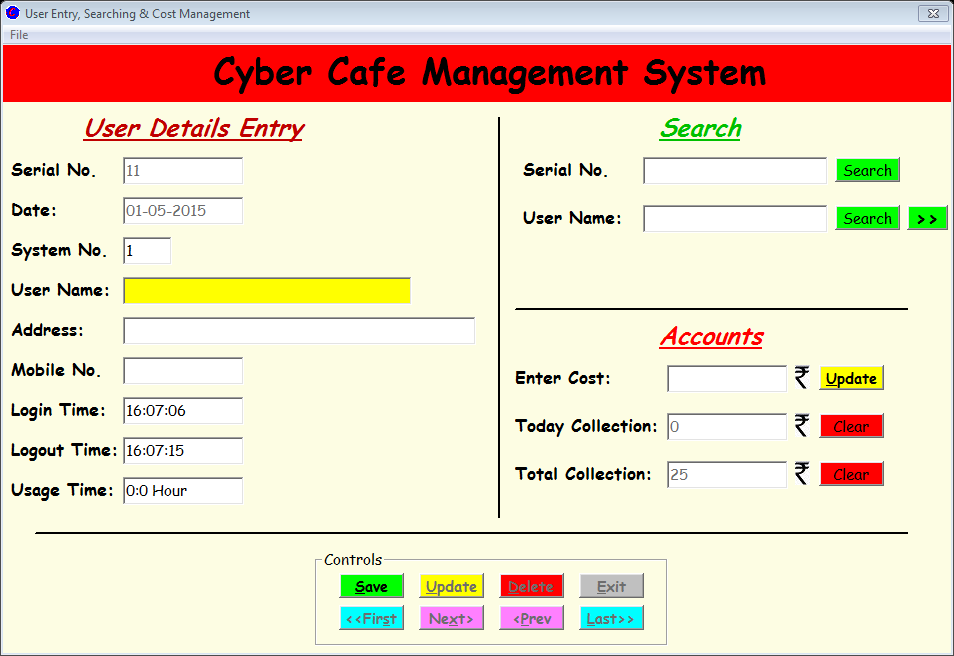 User Entry, Searching & Cost Management
File
Cyber Cafe Management System
User Details Entry
Serial No. 11
Date: 01-05-2015
System No. 1
User Name:
Address:
Mobile No.
Login Time: 16:07:06
Logout Time: 16:07:15
Usage Time: 0:0 Hour
Search
Serial No. Search
User Name: Search >>
Accounts
Enter Cost: ₹ Update
Today Collection: 0 ₹ Clear
Total Collection: 25 ₹ Clear
Controls
Save Update Delete Exit
<<First Next> <Prev Last>>